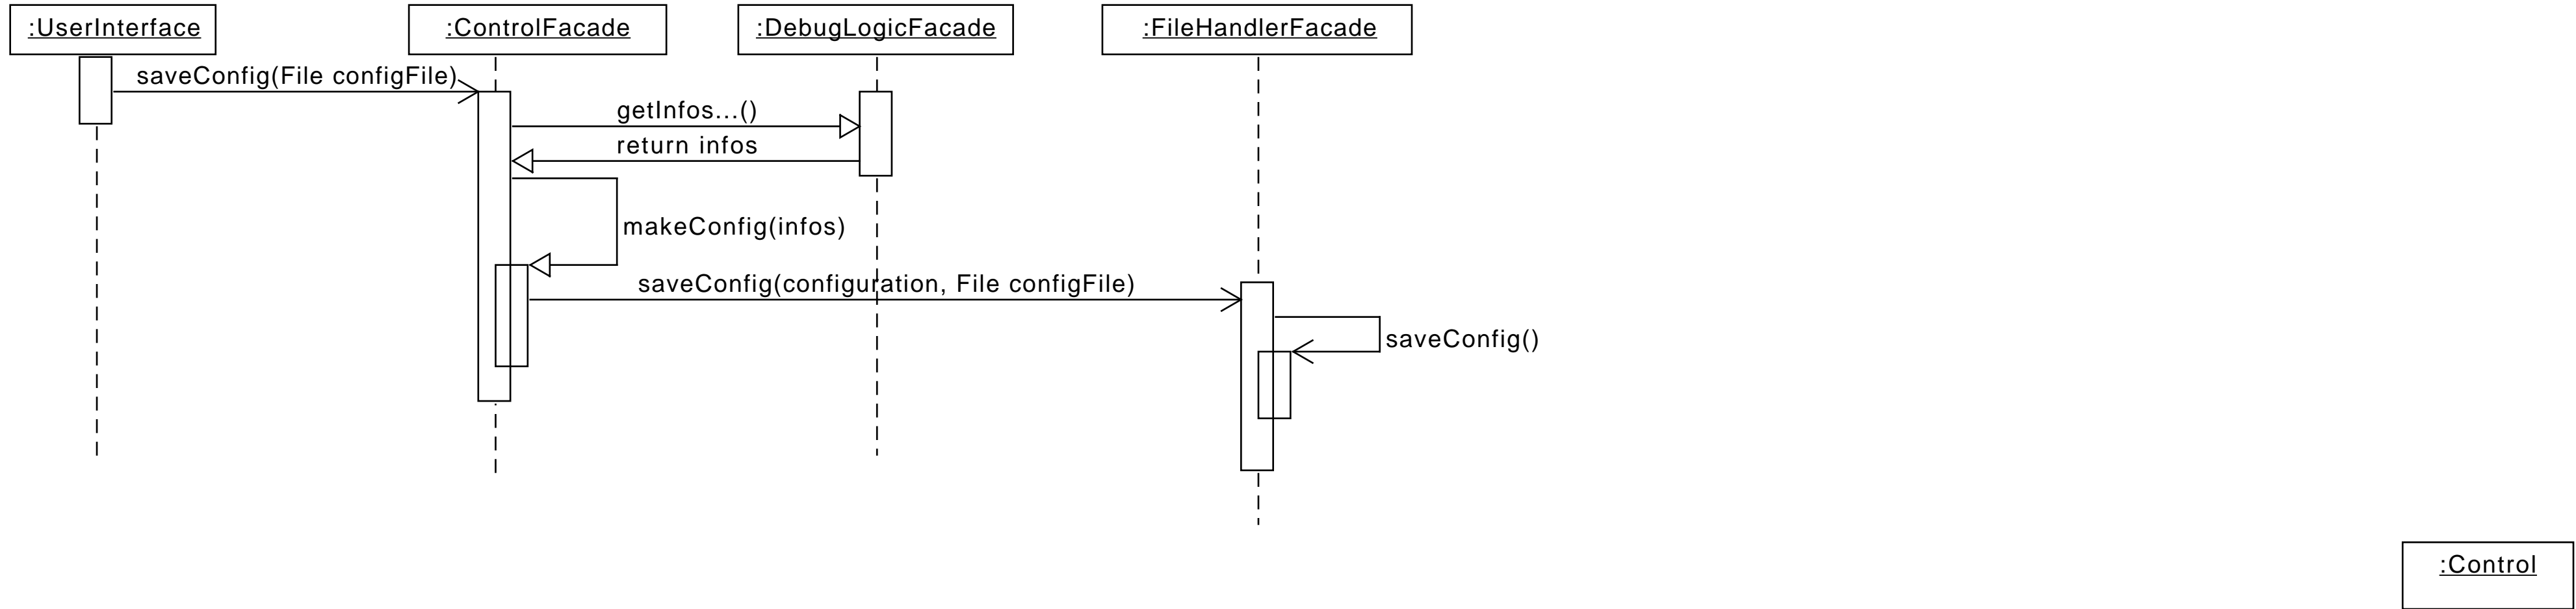 :UserInterface
:ControlFacade
:DebugLogicFacade
:FileHandlerFacade
saveConfig(File configFile)
getInfos...()
return infos
makeConfig(infos)
saveConfig(configuration, File configFile)
saveConfig()
:Control